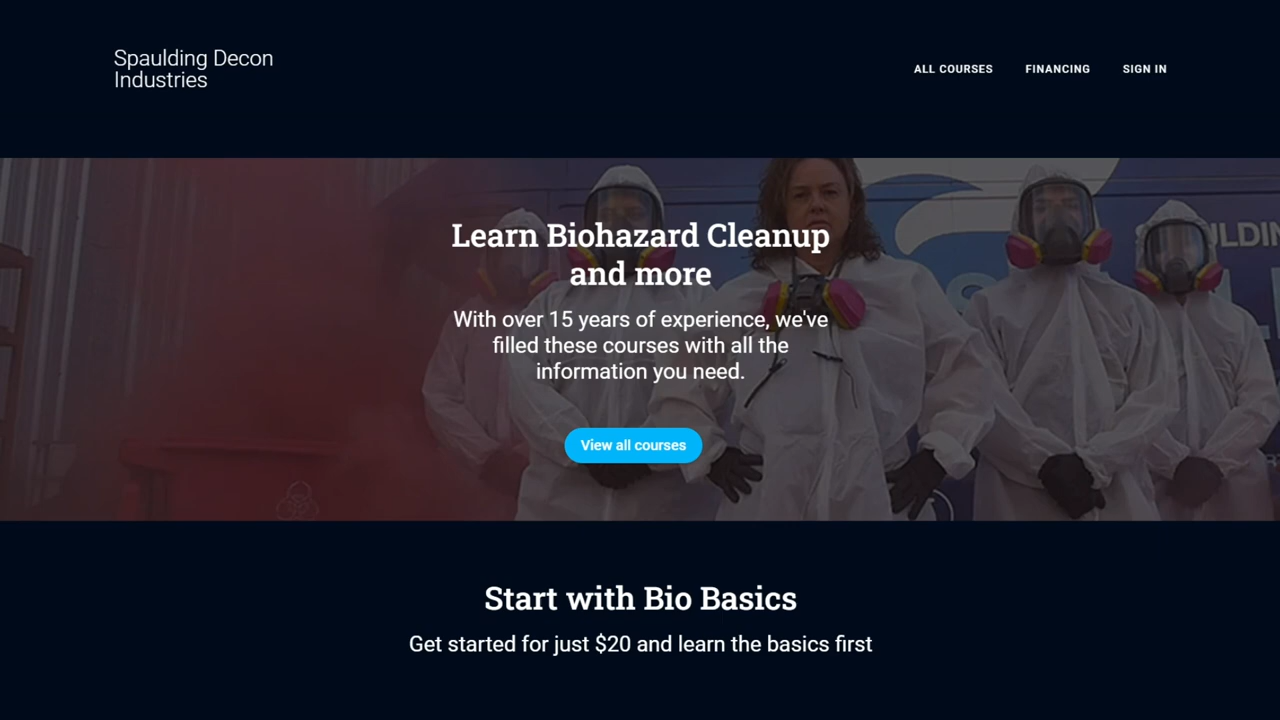 Spaulding Decon
Industries
ALL COURSES
FINANCING
SIGN IN
Learn Biohazard Cleanup
and more
With over 15 years of experience, we've
filled these courses with all the
information you need.
View all courses
Start with Bio Basics
Get started for just $20 and learn the basics first